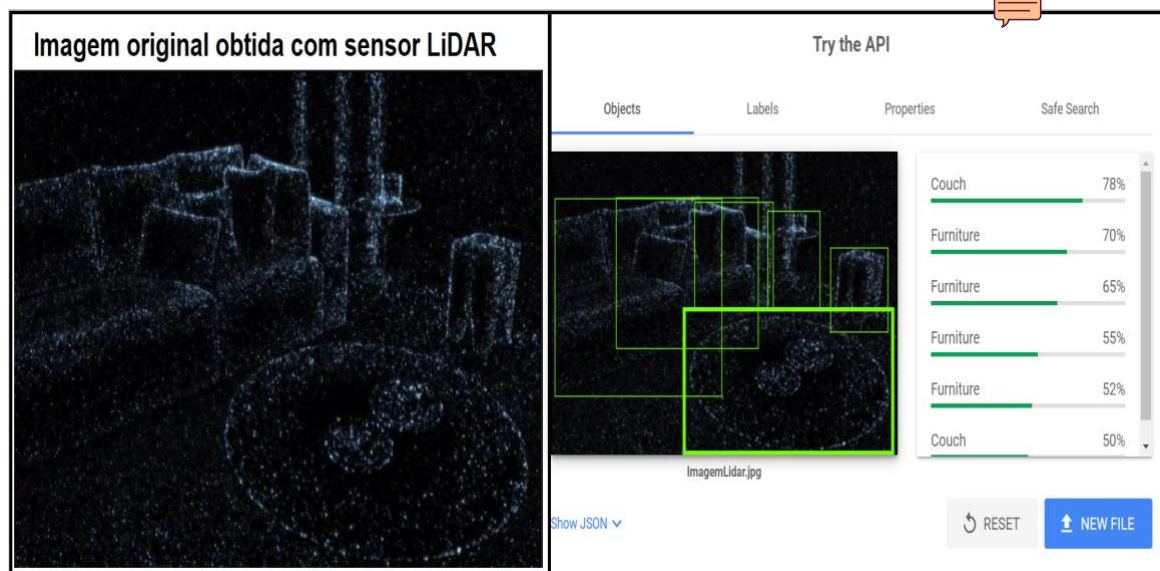 Imagem original obtida com sensor LiDAR
Try the API
Objects Labels Properties Safe Search
Couch 78%
Furniture 70%
Furniture 65%
Furniture 55%
Furniture 52%
Couch 50%
ImagemLidar.jpg
Show JSON
RESET
NEW FILE